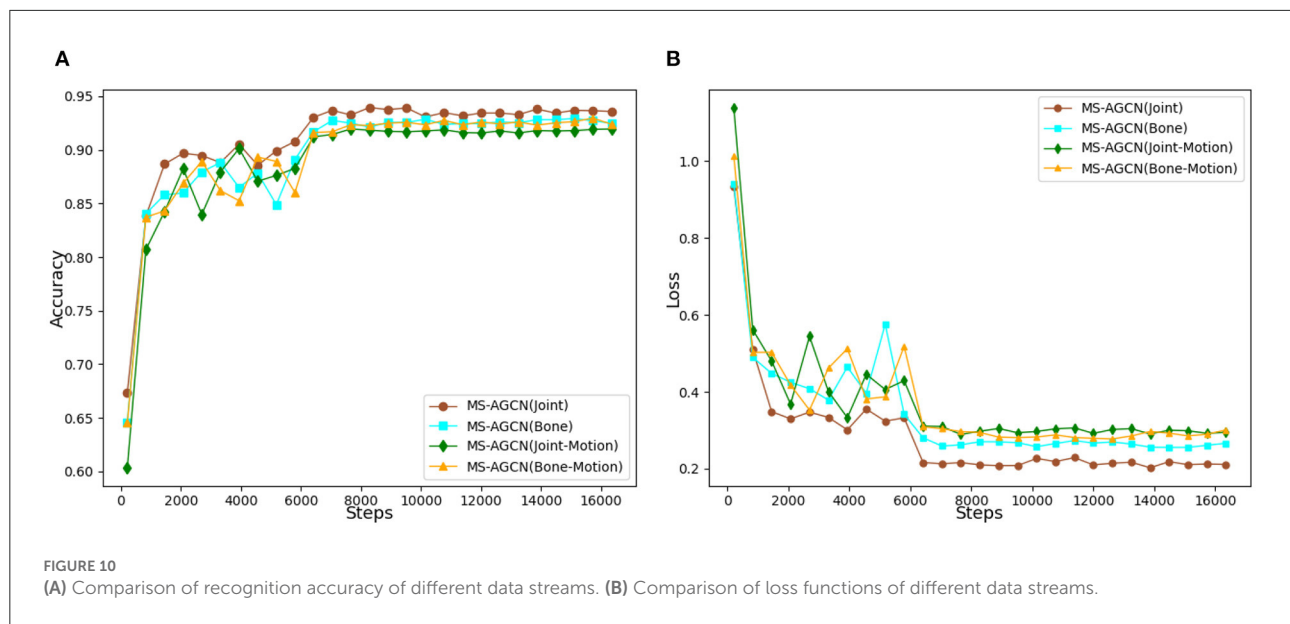 A
0.95
0.90
0.85
0.80
0.75
0.70
0.65
0.60
Accuracy
0
2000
4000
6000
8000
10000
12000
14000
16000
Steps
MS-AGCN(Joint)
MS-AGCN(Bone)
MS-AGCN(Joint-Motion)
MS-AGCN(Bone-Motion)
B
1.0
0.8
0.6
0.4
0.2
Loss
0
2000
4000
6000
8000
10000
12000
14000
16000
Steps
MS-AGCN(Joint)
MS-AGCN(Bone)
MS-AGCN(Joint-Motion)
MS-AGCN(Bone-Motion)
FIGURE 10
(A) Comparison of recognition accuracy of different data streams. (B) Comparison of loss functions of different data streams.